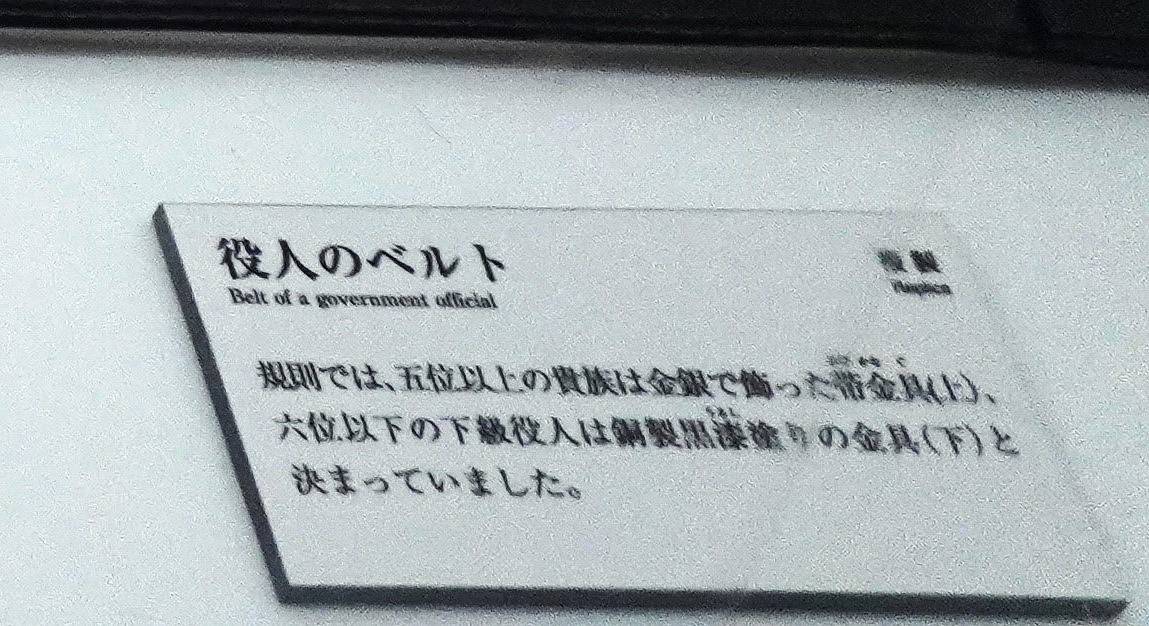 役人のベルト
Belt of a government official
複製
Replica
規則では、五位以上の貴族は金銀で飾った帯金具(上)、
六位以下の下級役人は銅製黒漆塗りの金具(下)と
決まっていました。